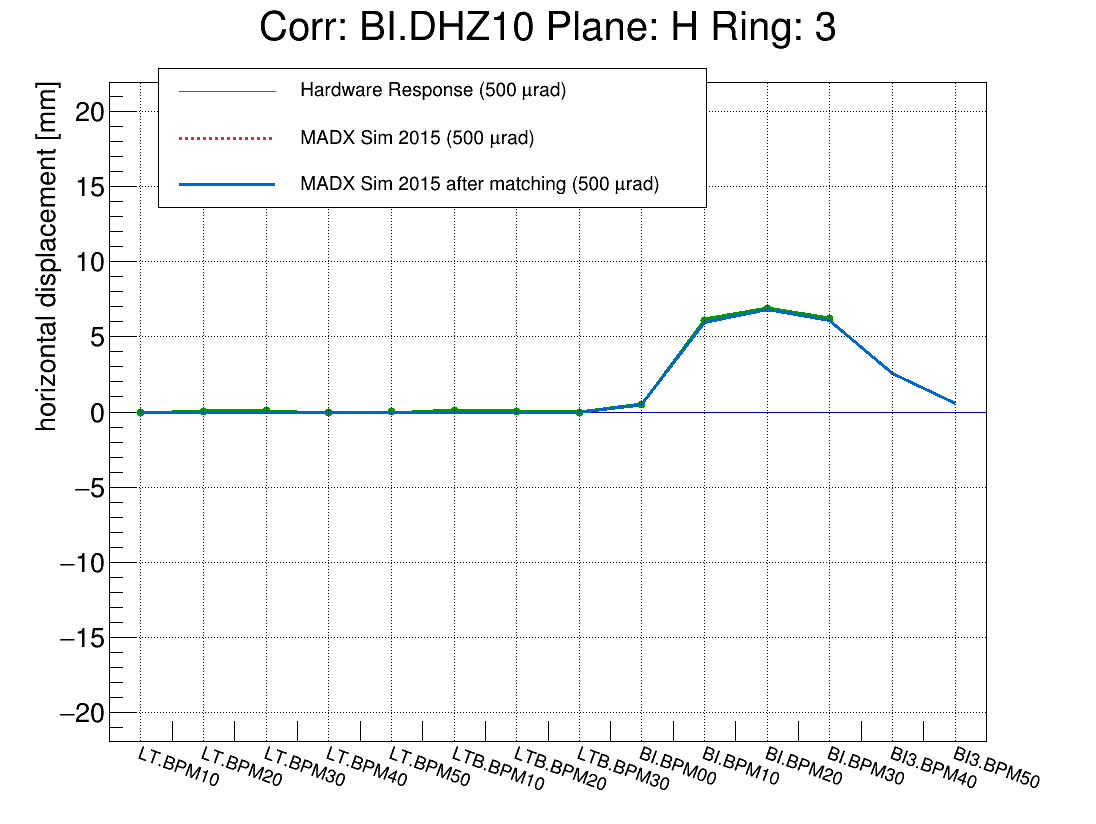 Corr: BI.DHZ10 Plane: H Ring: 3
horizontal displacement [mm]
Hardware Response (500 μrad)
MADX Sim 2015 (500 μrad)
MADX Sim 2015 after matching (500 μrad)
20
15
10
5
0
−5
−10
−15
−20
LT.BPM10
LT.BPM20
LT.BPM30
LT.BPM40
LT.BPM50
LTB.BPM10
LTB.BPM20
LTB.BPM30
BI.BPM00
BI.BPM10
BI.BPM20
BI.BPM30
BI3.BPM40
BI3.BPM50